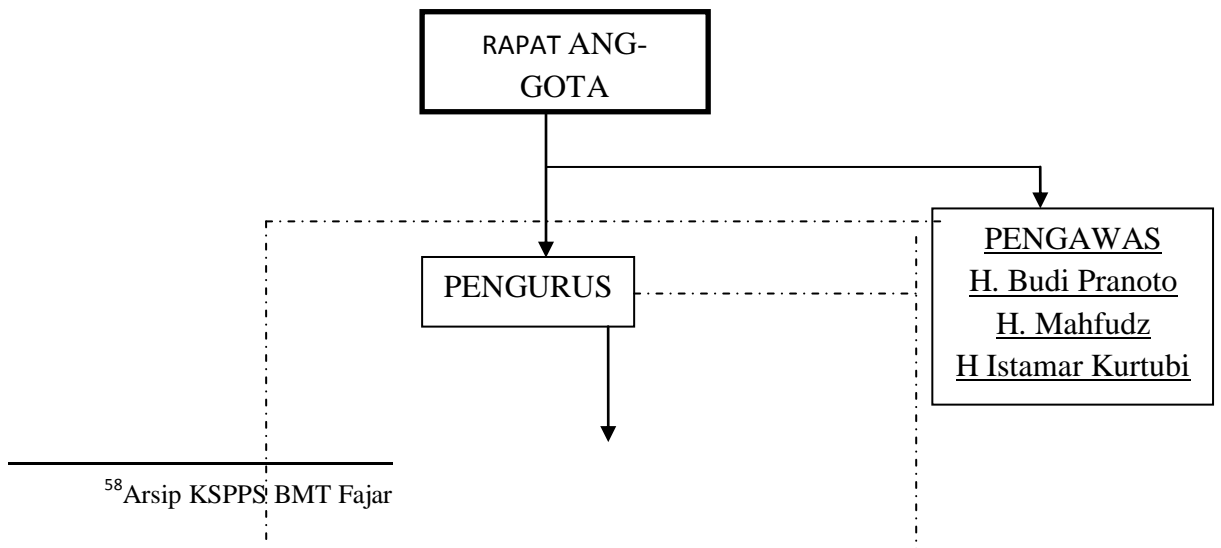 RAPAT ANG-
GOTA
PENGURUS
PENGAWAS
H. Budi Pranoto
H. Mahfudz
H Istamar Kurtubi
58Arsip KSPPS BMT Fajar